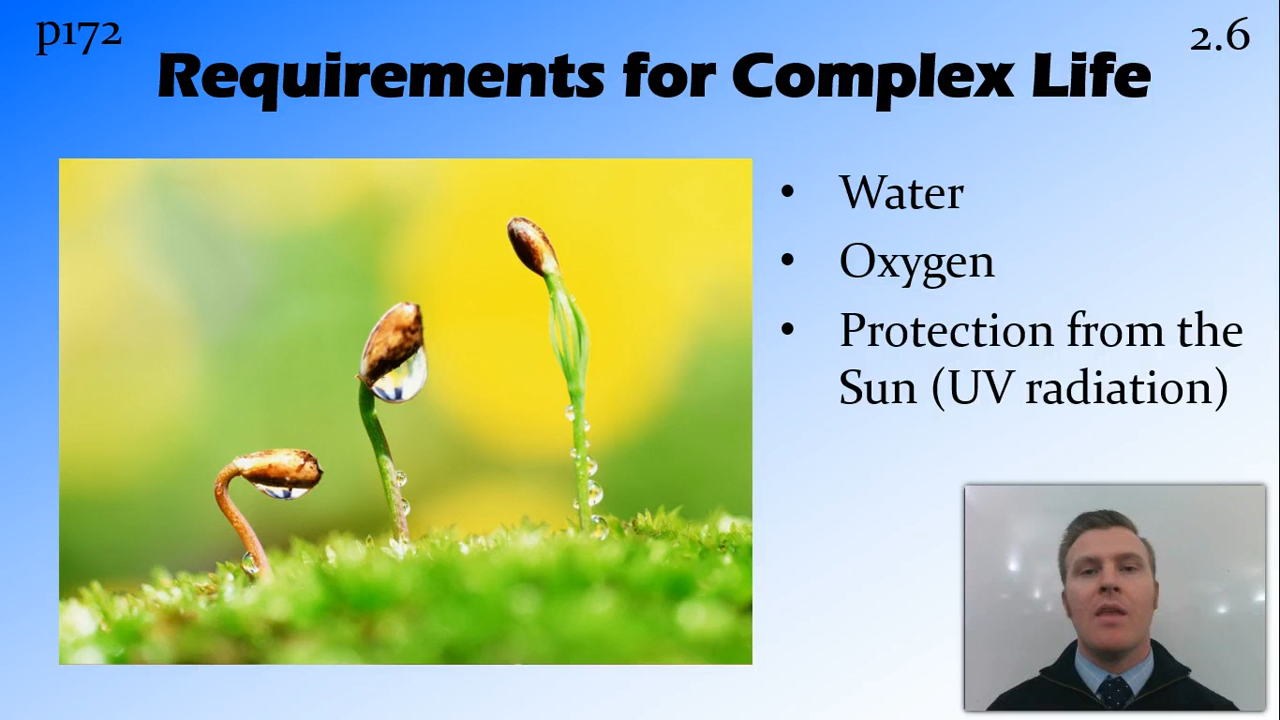 p172
2.6
Requirements for Complex Life
• Water
• Oxygen
• Protection from the
Sun (UV radiation)